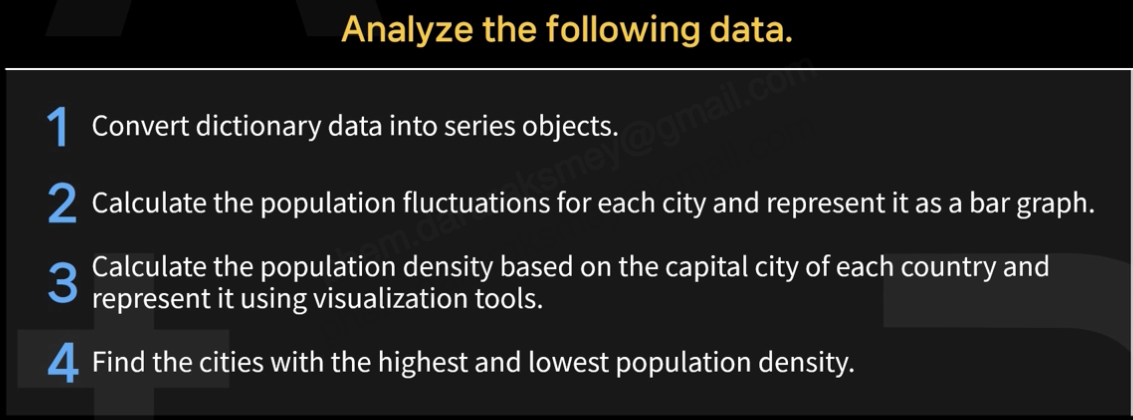 Analyze the following data.
1 Convert dictionary data into series objects.
2 Calculate the population fluctuations for each city and represent it as a bar graph.
3 Calculate the population density based on the capital city of each country and
represent it using visualization tools.
4 Find the cities with the highest and lowest population density.